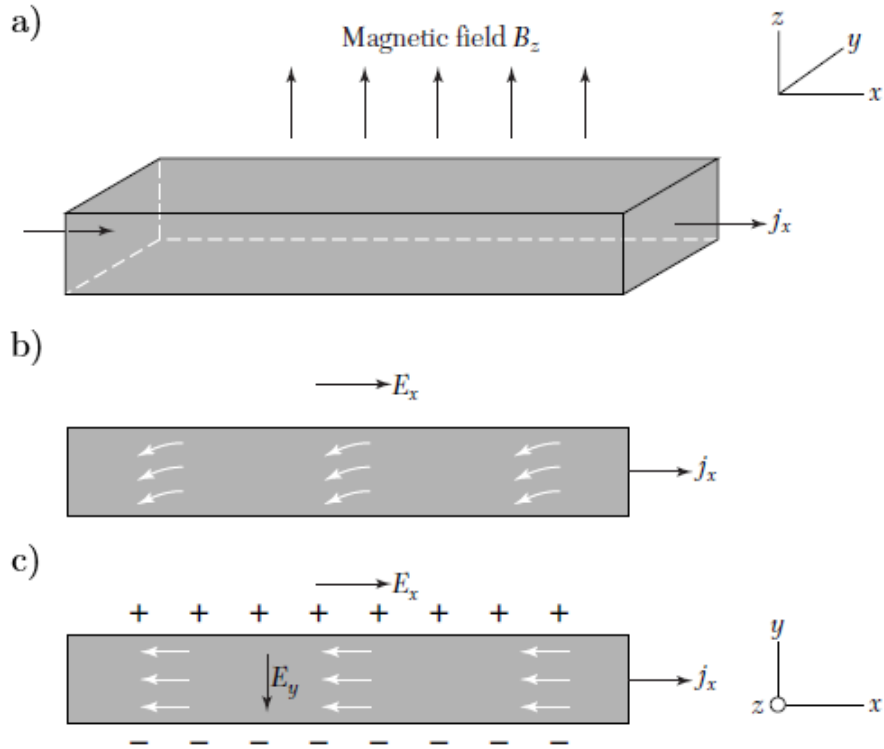 a)
Magnetic field B_z
z
y
x
j_x
b)
E_x
j_x
c)
E_x
+ + + + + + + +
E_y
j_x
− − − − − − − −
y
z
x